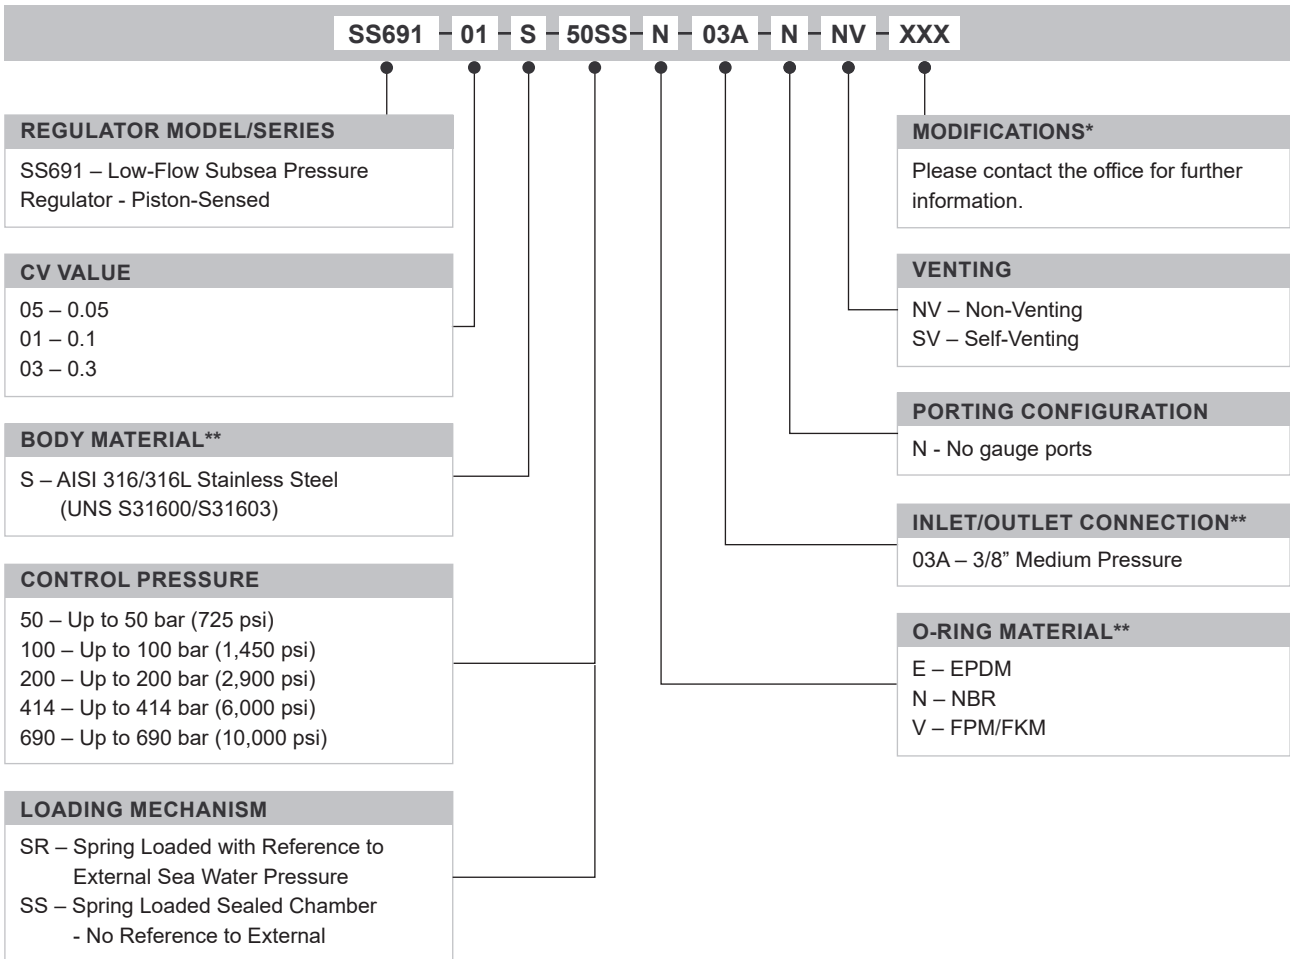 SS691 01 S 50SS N 03A N NV XXX
REGULATOR MODEL/SERIES
SS691 – Low-Flow Subsea Pressure
Regulator - Piston-Sensed
CV VALUE
05 – 0.05
01 – 0.1
03 – 0.3
BODY MATERIAL**
S – AISI 316/316L Stainless Steel
(UNS S31600/S31603)
CONTROL PRESSURE
50 – Up to 50 bar (725 psi)
100 – Up to 100 bar (1,450 psi)
200 – Up to 200 bar (2,900 psi)
414 – Up to 414 bar (6,000 psi)
690 – Up to 690 bar (10,000 psi)
LOADING MECHANISM
SR – Spring Loaded with Reference to
External Sea Water Pressure
SS – Spring Loaded Sealed Chamber
- No Reference to External
MODIFICATIONS*
Please contact the office for further
information.
VENTING
NV – Non-Venting
SV – Self-Venting
PORTING CONFIGURATION
N - No gauge ports
INLET/OUTLET CONNECTION**
03A – 3/8” Medium Pressure
O-RING MATERIAL**
E – EPDM
N – NBR
V – FPM/FKM